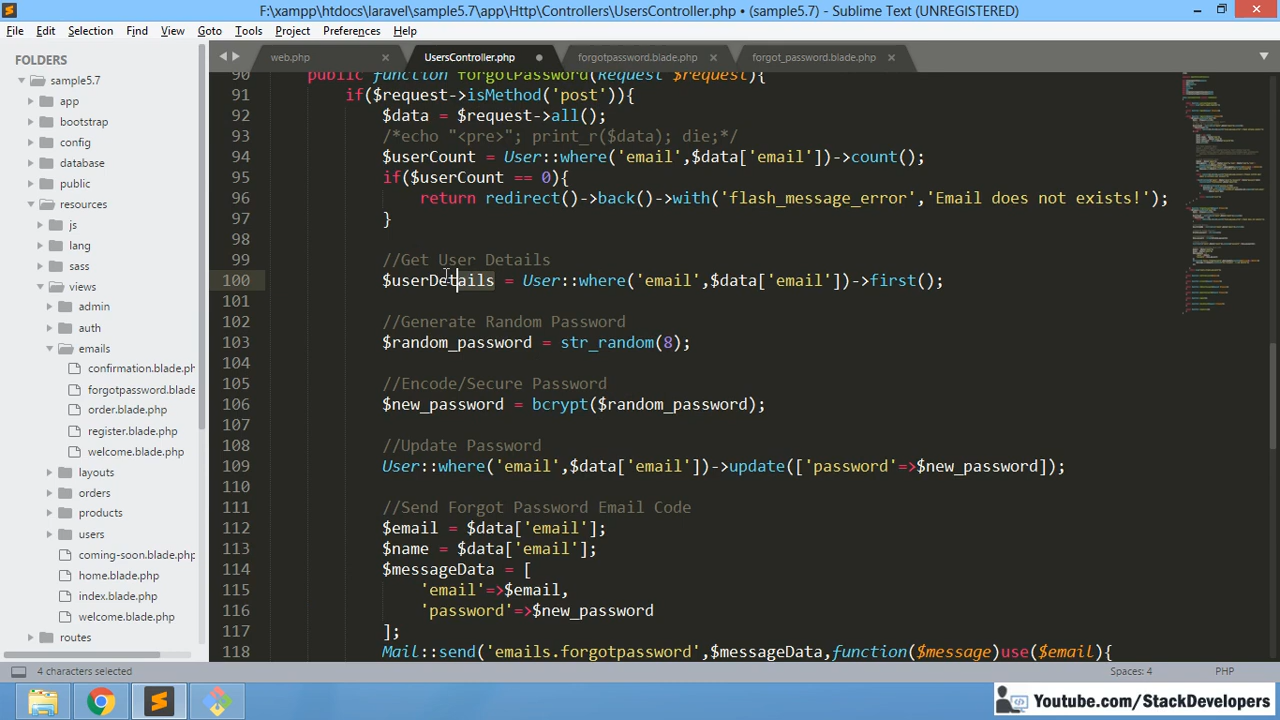 F:\xampp\htdocs\laravel\sample5.7\app\Http\Controllers\UsersController.php • (sample5.7) - Sublime Text (UNREGISTERED)
File Edit Selection Find View Goto Tools Project Preferences Help
FOLDERS
sample5.7
app
bootstrap
config
database
public
resources
js
lang
sass
views
admin
auth
emails
confirmation.blade.ph
forgotpassword.blade
order.blade.php
register.blade.php
welcome.blade.php
layouts
orders
products
users
coming-soon.blade.php
home.blade.php
index.blade.php
welcome.blade.php
routes
web.php UsersController.php forgotpassword.blade.php forgot_password.blade.php
90 public function forgotPassword(Request $request){
91 if($request->isMethod('post')){
92 $data = $request->all();
93 /*echo "<pre>"; print_r($data); die;*/
94 $userCount = User::where('email',$data['email'])->count();
95 if($userCount == 0){
96 return redirect()->back()->with('flash_message_error','Email does not exists!');
97 }
98
99 //Get User Details
100 $userDetails = User::where('email',$data['email'])->first();
101
102 //Generate Random Password
103 $random_password = str_random(8);
104
105 //Encode/Secure Password
106 $new_password = bcrypt($random_password);
107
108 //Update Password
109 User::where('email',$data['email'])->update(['password'=>$new_password]);
110
111 //Send Forgot Password Email Code
112 $email = $data['email'];
113 $name = $data['email'];
114 $messageData = [
115 'email'=>$email,
116 'password'=>$new_password
117 ];
118 Mail::send('emails.forgotpassword',$messageData,function($message)use($email){
4 characters selected Spaces: 4 PHP
Youtube.com/StackDevelopers